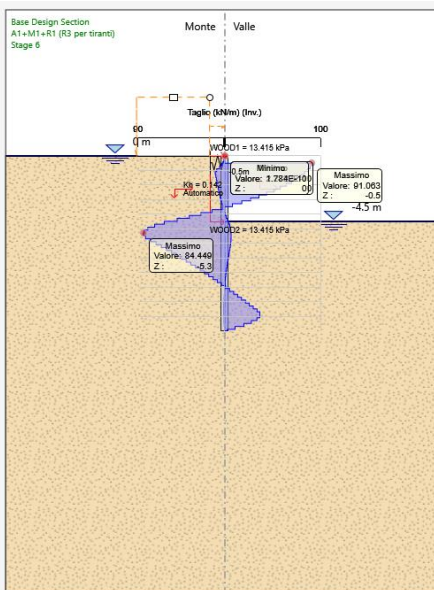 Base Design Section
A1+M1+R1 (R3 per tiranti)
Stage 6
Monte
Valle
Taglio (kN/m) (Inv.)
100
0 m
WOOD1 = 13.415 kPa
-0.5m
Minimo
Valore: 1.784E-100
Z :
Massimo
Valore: 91.063
Z : -0.5
Kh = 0.142
Automatico
-4.5 m
WOOD2 = 13.415 kPa
Massimo
Valore: 84.449
Z : -5.3